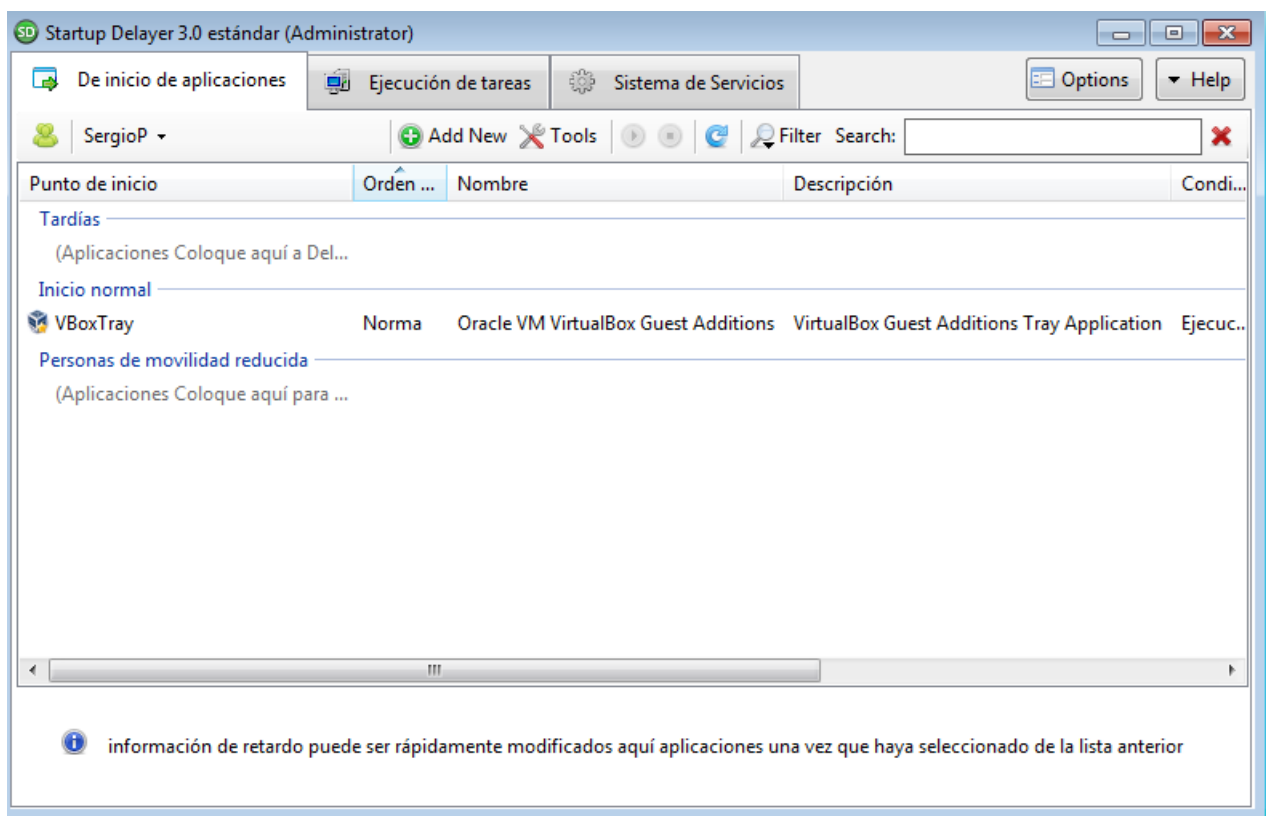 SD Startup Delayer 3.0 estándar (Administrator)
De inicio de aplicaciones Ejecución de tareas Sistema de Servicios Options Help
SergioP Add New Tools Filter Search:
Punto de inicio Orden ... Nombre Descripción Condi...
Tardías
(Aplicaciones Coloque aquí a Del...
Inicio normal
VBoxTray Norma Oracle VM VirtualBox Guest Additions VirtualBox Guest Additions Tray Application Ejecuc..
Personas de movilidad reducida
(Aplicaciones Coloque aquí para ...
información de retardo puede ser rápidamente modificados aquí aplicaciones una vez que haya seleccionado de la lista anterior